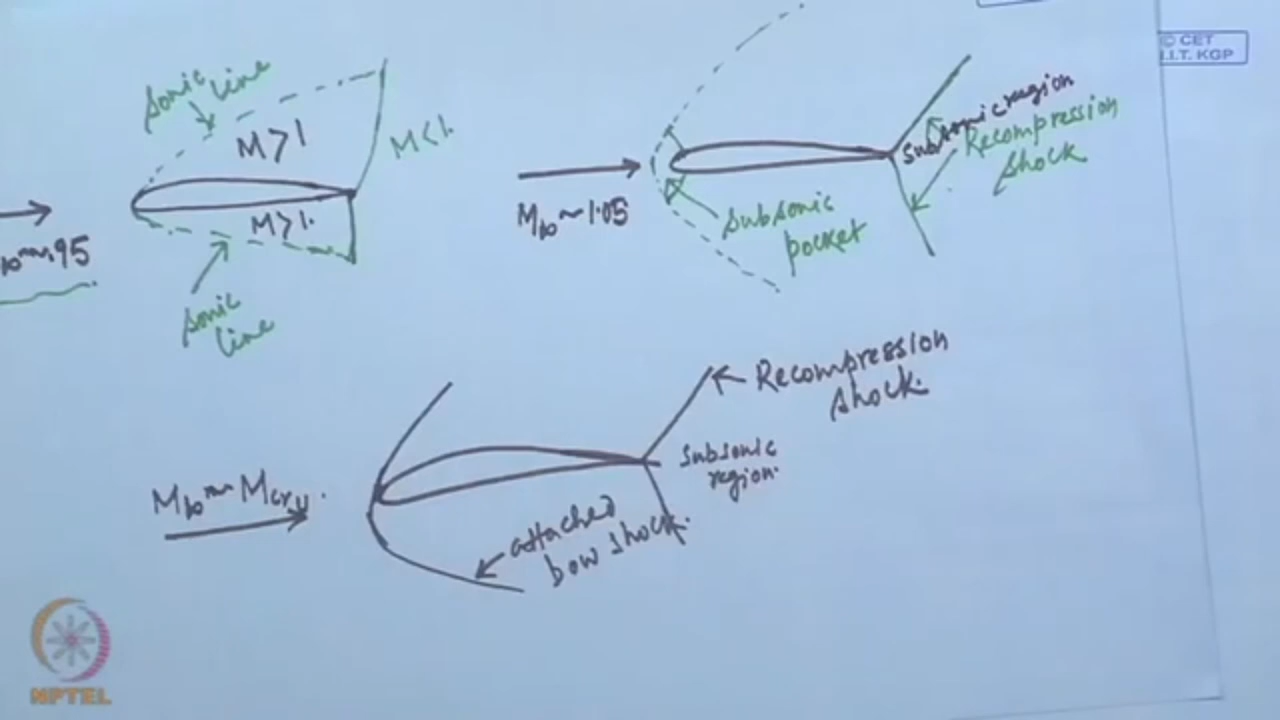 © CET
I.I.T. KGP
Sonic
line
M>1
M<1.
M∞~.95
M>1.
Sonic
line
M∞~1.05
Subsonic
pocket
subsonic region
Recompression
shock
M∞~Mcr,u.
Recompression
shock.
subsonic
region.
attached
bow shock.
NPTEL